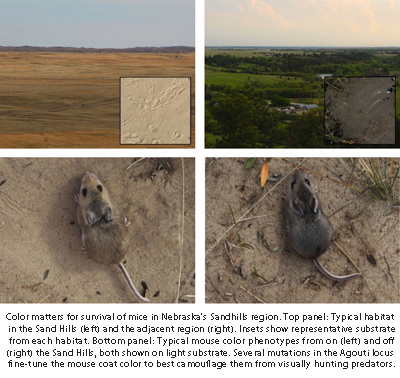 Color matters for survival of mice in Nebraska's Sandhills region. Top panel: Typical habitat
in the Sand Hills (left) and the adjacent region (right). Insets show representative substrate
from each habitat. Bottom panel: Typical mouse color phenotypes from on (left) and off
(right) the Sand Hills, both shown on light substrate. Several mutations in the Agouti locus
fine-tune the mouse coat color to best camouflage them from visually hunting predators.